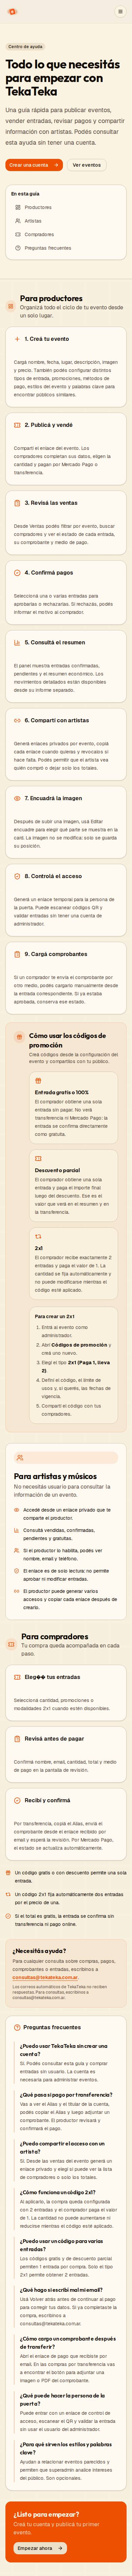 Centro de ayuda
Todo lo que necesitás
para empezar con
TekaTeka
Una guía rápida para publicar eventos,
vender entradas, revisar pagos y compartir
información con artistas. Podés consultar
esta ayuda sin tener una cuenta.
Crear una cuenta →
Ver eventos
En esta guía
Productores
Artistas
Compradores
Preguntas frecuentes
Para productores
Organizá todo el ciclo de tu evento desde
un solo lugar.
1. Creá tu evento
Cargá nombre, fecha, lugar, descripción, imagen
y precio. También podés configurar distintos
tipos de entrada, promociones, métodos de
pago, estilos del evento y palabras clave para
encontrar públicos similares.
2. Publicá y vendé
Compartí el enlace del evento. Los
compradores completan sus datos, eligen la
cantidad y pagan por Mercado Pago o
transferencia.
3. Revisá las ventas
Desde Ventas podés filtrar por evento, buscar
compradores y ver el estado de cada entrada,
su comprobante y medio de pago.
4. Confirmá pagos
Seleccioná una o varias entradas para
aprobarlas o rechazarlas. Si rechazás, podés
informar el motivo al comprador.
5. Consultá el resumen
El panel muestra entradas confirmadas,
pendientes y el resumen económico. Los
movimientos detallados están disponibles
desde su informe separado.
6. Compartí con artistas
Generá enlaces privados por evento, copiá
cada enlace cuando quieras y revocalos si
hace falta. Podés permitir que el artista vea
quién compró o dejar solo los totales.
7. Encuadrá la imagen
Después de subir una imagen, usá Editar
encuadre para elegir qué parte se muestra en la
card. La imagen no se modifica: solo se guarda
su posición.
8. Controlá el acceso
Generá un enlace temporal para la persona de
la puerta. Puede escanear códigos QR y
validar entradas sin tener una cuenta de
administrador.
9. Cargá comprobantes
Si un comprador te envía el comprobante por
otro medio, podés cargarlo manualmente desde
la entrada correspondiente. Si ya estaba
aprobada, conserva ese estado.
Cómo usar los códigos de
promoción
Creá códigos desde la configuración del
evento y compartilos con tu público.
Entrada gratis o 100%
El comprador obtiene una sola
entrada sin pagar. No verá
transferencia ni Mercado Pago: la
entrada se confirma directamente
como gratuita.
Descuento parcial
El comprador obtiene una sola
entrada y paga el importe final
luego del descuento. Ese es el
valor que verá en el resumen y en
la transferencia.
2x1
El comprador recibe exactamente 2
entradas y paga el valor de 1. La
cantidad se fija automáticamente y
no puede modificarse mientras el
código esté aplicado.
Para crear un 2x1
1. Entrá al evento como
administrador.
2. Abrí Códigos de promoción y
creá uno nuevo.
3. Elegí el tipo 2x1 (Paga 1, lleva
2).
4. Definí el código, el límite de
usos y, si querés, las fechas de
vigencia.
5. Compartí el código con tus
compradores.
Para artistas y músicos
No necesitás usuario para consultar la
información de un evento.
Accedé desde un enlace privado que te
comparte el productor.
Consultá vendidas, confirmadas,
pendientes y gratuitas.
Si el productor lo habilita, podés ver
nombre, email y teléfono.
El enlace es de solo lectura: no permite
aprobar ni modificar entradas.
El productor puede generar varios
accesos y copiar cada enlace después de
crearlo.
Para compradores
Tu compra queda acompañada en cada
paso.
Eleg�� tus entradas
Seleccioná cantidad, promociones o
modalidades 2x1 cuando estén disponibles.
Revisá antes de pagar
Confirmá nombre, email, cantidad, total y medio
de pago en la pantalla de revisión.
Recibí y confirmá
Por transferencia, copiá el Alias, enviá el
comprobante desde el enlace recibido por
email y esperá la revisión. Por Mercado Pago,
el estado se actualiza automáticamente.
Un código gratis o con descuento permite una sola
entrada.
Un código 2x1 fija automáticamente dos entradas
por el precio de una.
Si el total es gratis, la entrada se confirma sin
transferencia ni pago online.
¿Necesitás ayuda?
Para cualquier consulta sobre compras, pagos,
comprobantes o entradas, escribinos a
consultas@tekateka.com.ar.
Los correos automáticos de TekaTeka no reciben
respuestas. Para consultas, escribinos a
consultas@tekateka.com.ar.
Preguntas frecuentes
¿Puedo usar TekaTeka sin crear una
cuenta?
Sí. Podés consultar esta guía y comprar
entradas sin usuario. La cuenta es
necesaria para administrar eventos.
¿Qué pasa si pago por transferencia?
Vas a ver el Alias y el titular de la cuenta,
podés copiar el Alias y luego adjuntar un
comprobante. El productor revisará y
confirmará el pago.
¿Puedo compartir el acceso con un
artista?
Sí. Desde las ventas del evento generá un
enlace privado y elegí si puede ver la lista
de compradores o solo los totales.
¿Cómo funciona un código 2x1?
Al aplicarlo, la compra queda configurada
con 2 entradas y el comprador paga el valor
de 1. La cantidad no puede aumentarse ni
reducirse mientras el código esté aplicado.
¿Puedo usar un código para varias
entradas?
Los códigos gratis y de descuento parcial
permiten 1 entrada por compra. Solo el tipo
2x1 permite obtener 2 entradas.
¿Qué hago si escribí mal mi email?
Usá Volver atrás antes de continuar al pago
para corregir tus datos. Si ya completaste la
compra, escribinos a
consultas@tekateka.com.ar.
¿Cómo cargo un comprobante después
de transferir?
Abrí el enlace de pago que recibiste por
email. En las compras por transferencia vas
a encontrar el botón para adjuntar una
imagen o PDF del comprobante.
¿Qué puede hacer la persona de la
puerta?
Puede entrar con un enlace de control de
acceso, escanear el QR y validar la entrada
sin usar el usuario del administrador.
¿Para qué sirven los estilos y palabras
clave?
Ayudan a relacionar eventos parecidos y
permiten que superadmin analice intereses
del público. Son opcionales.
¿Listo para empezar?
Creá tu cuenta y publicá tu primer
evento.
Empezar ahora →